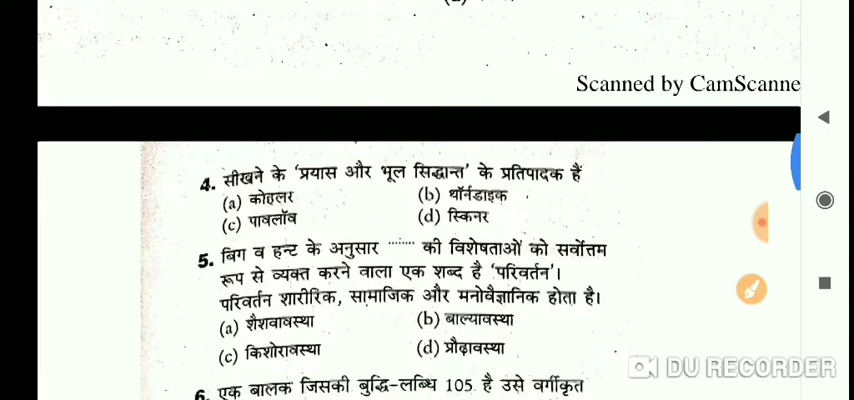 Scanned by CamScanne
4. सीखने के 'प्रयास और भूल सिद्धान्त' के प्रतिपादक हैं
(a) कोहलर (b) थॉर्नडाइक
(c) पावलॉव (d) स्किनर
5. बिग व हन्ट के अनुसार ........ की विशेषताओं को सर्वोत्तम
रूप से व्यक्त करने वाला एक शब्द है 'परिवर्तन'।
परिवर्तन शारीरिक, सामाजिक और मनोवैज्ञानिक होता है।
(a) शैशवावस्था (b) बाल्यावस्था
(c) किशोरावस्था (d) प्रौढ़ावस्था
DU RECORDER
6. एक बालक जिसकी बुद्धि-लब्धि 105 है उसे वर्गीकृत